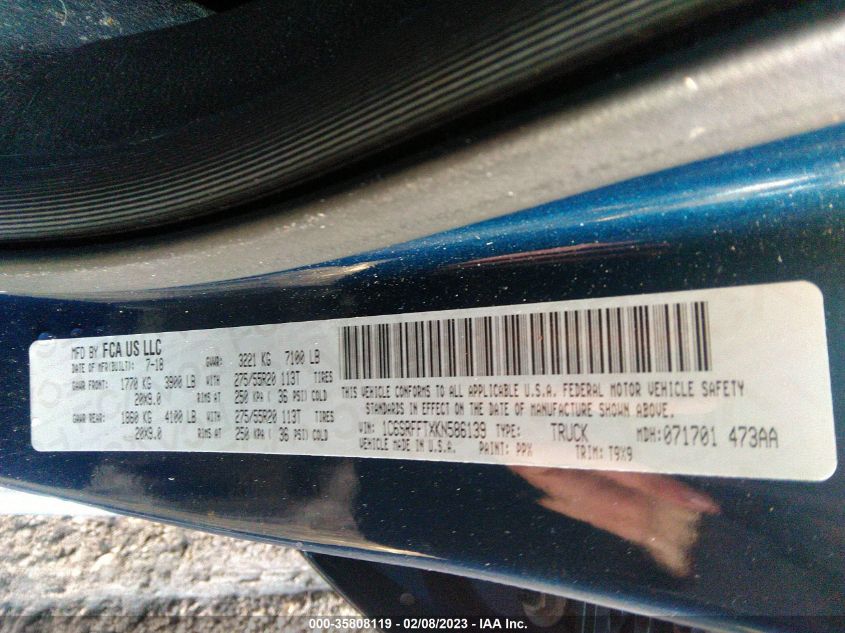 MFD BY FCA US LLC
DATE OF MFR(BUILT): 7-18 GVWR: 3221 KG 7100 LB
GAWR FRONT: 1770 KG 3900 LB WITH 275/55R20 113T TIRES
20X9.0 RIMS AT 250 KPA( 36 PSI) COLD
GAWR REAR: 1860 KG 4100 LB WITH 275/55R20 113T TIRES
20X9.0 RIMS AT 250 KPA( 36 PSI) COLD
THIS VEHICLE CONFORMS TO ALL APPLICABLE U.S.A. FEDERAL MOTOR VEHICLE SAFETY
STANDARDS IN EFFECT ON THE DATE OF MANUFACTURE SHOWN ABOVE.
VIN: 1C6SRFFTXKN586139 TYPE: TRUCK MDH:071701 473AA
VEHICLE MADE IN U.S.A. PAINT: PPX TRIM: T9X9
000-35808119 - 02/08/2023 - IAA Inc.